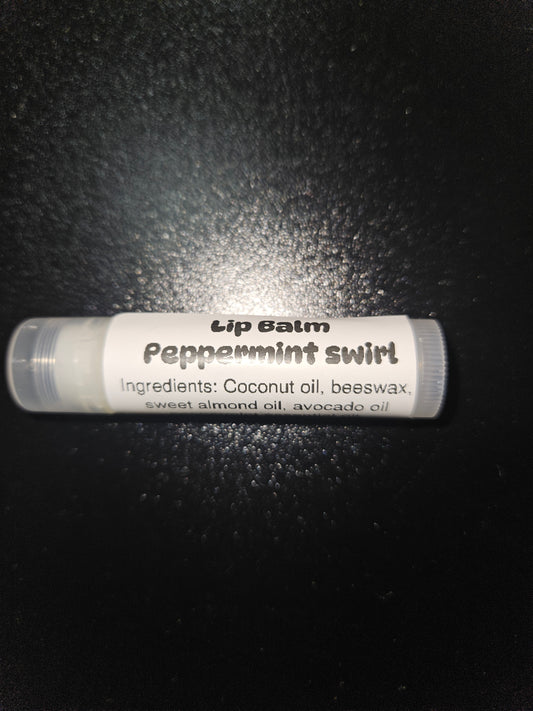 Lip Balm
Peppermint swirl
Ingredients: Coconut oil, beeswax,
sweet almond oil, avocado oil